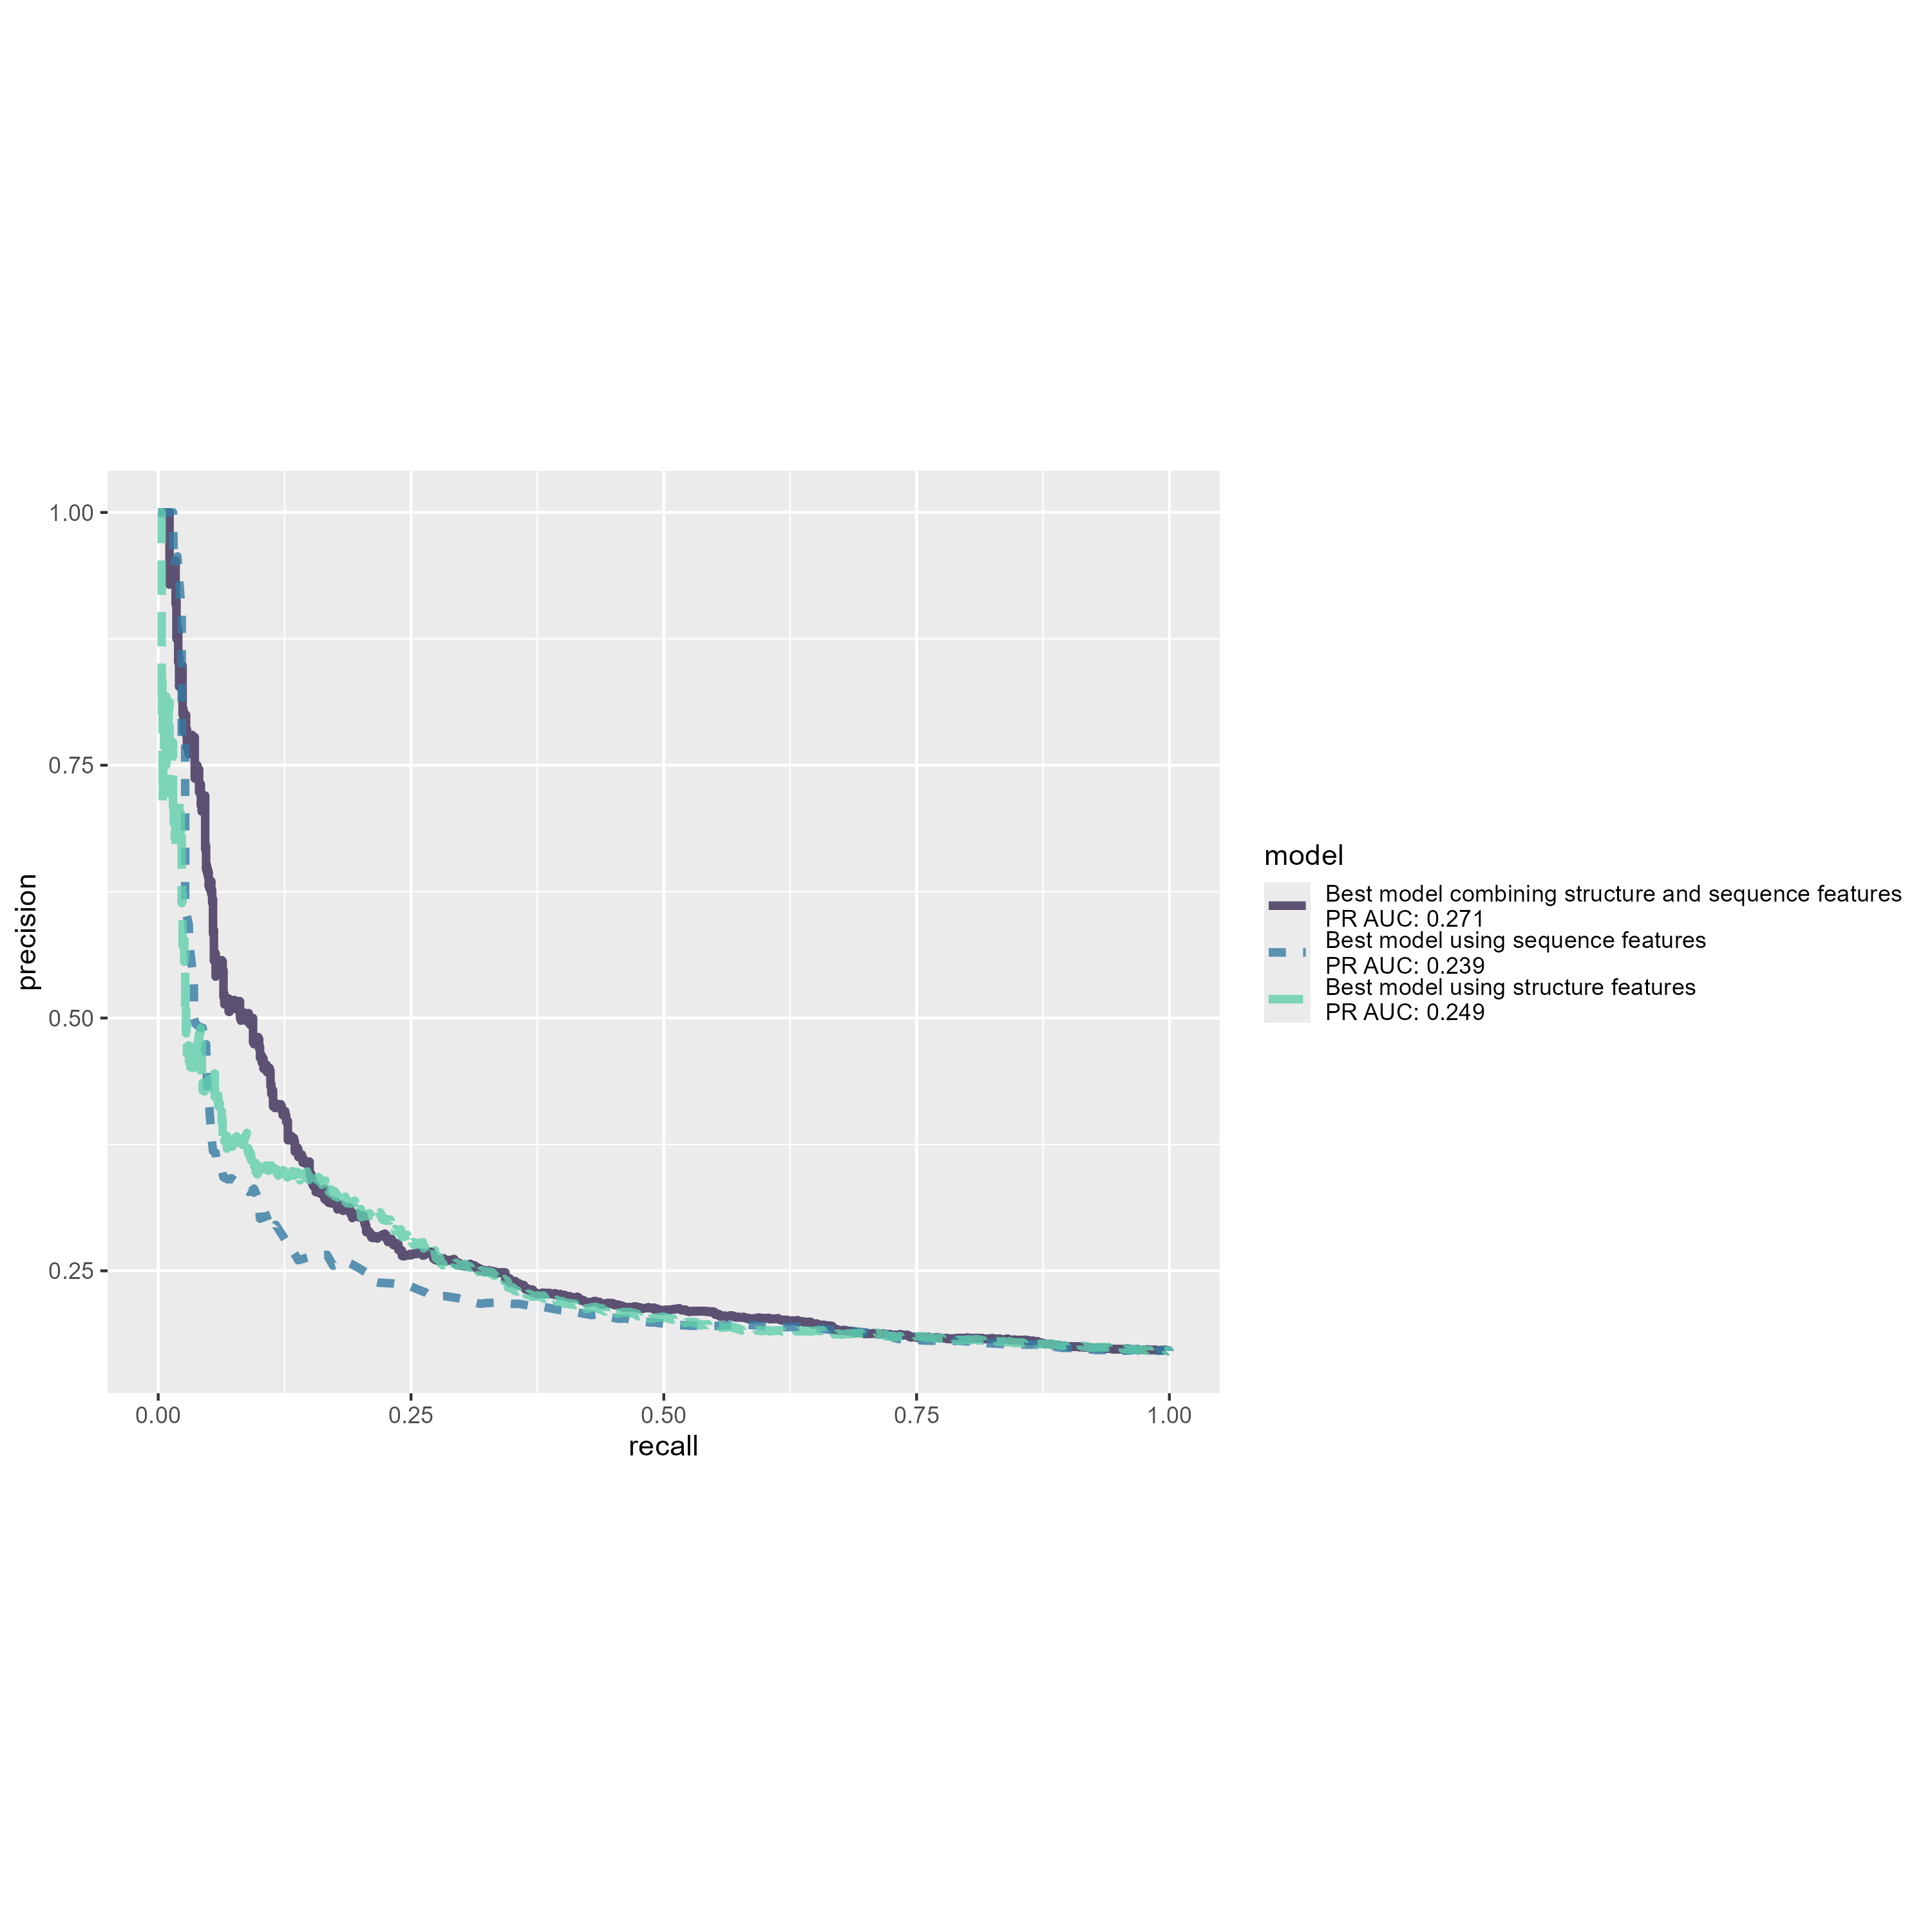 1.00
0.75
0.50
0.25
precision
0.00 0.25 0.50 0.75 1.00
recall
model
Best model combining structure and sequence features
PR AUC: 0.271
Best model using sequence features
PR AUC: 0.239
Best model using structure features
PR AUC: 0.249